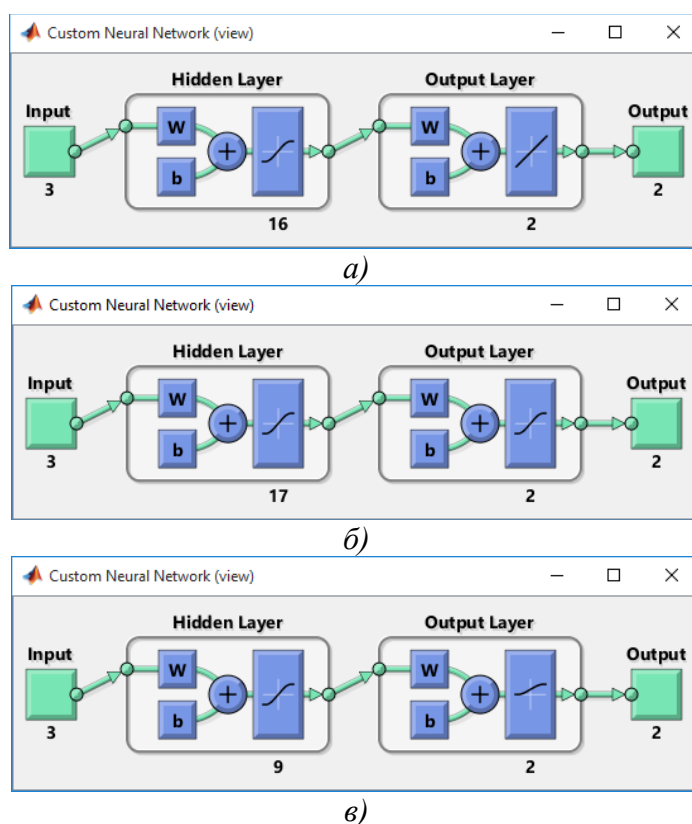 Custom Neural Network (view)
Hidden Layer
Output Layer
Input
Output
W
b
+
W
b
+
3
16
2
2
а)
Custom Neural Network (view)
Hidden Layer
Output Layer
Input
Output
W
b
+
W
b
+
3
17
2
2
б)
Custom Neural Network (view)
Hidden Layer
Output Layer
Input
Output
W
b
+
W
b
+
3
9
2
2
в)